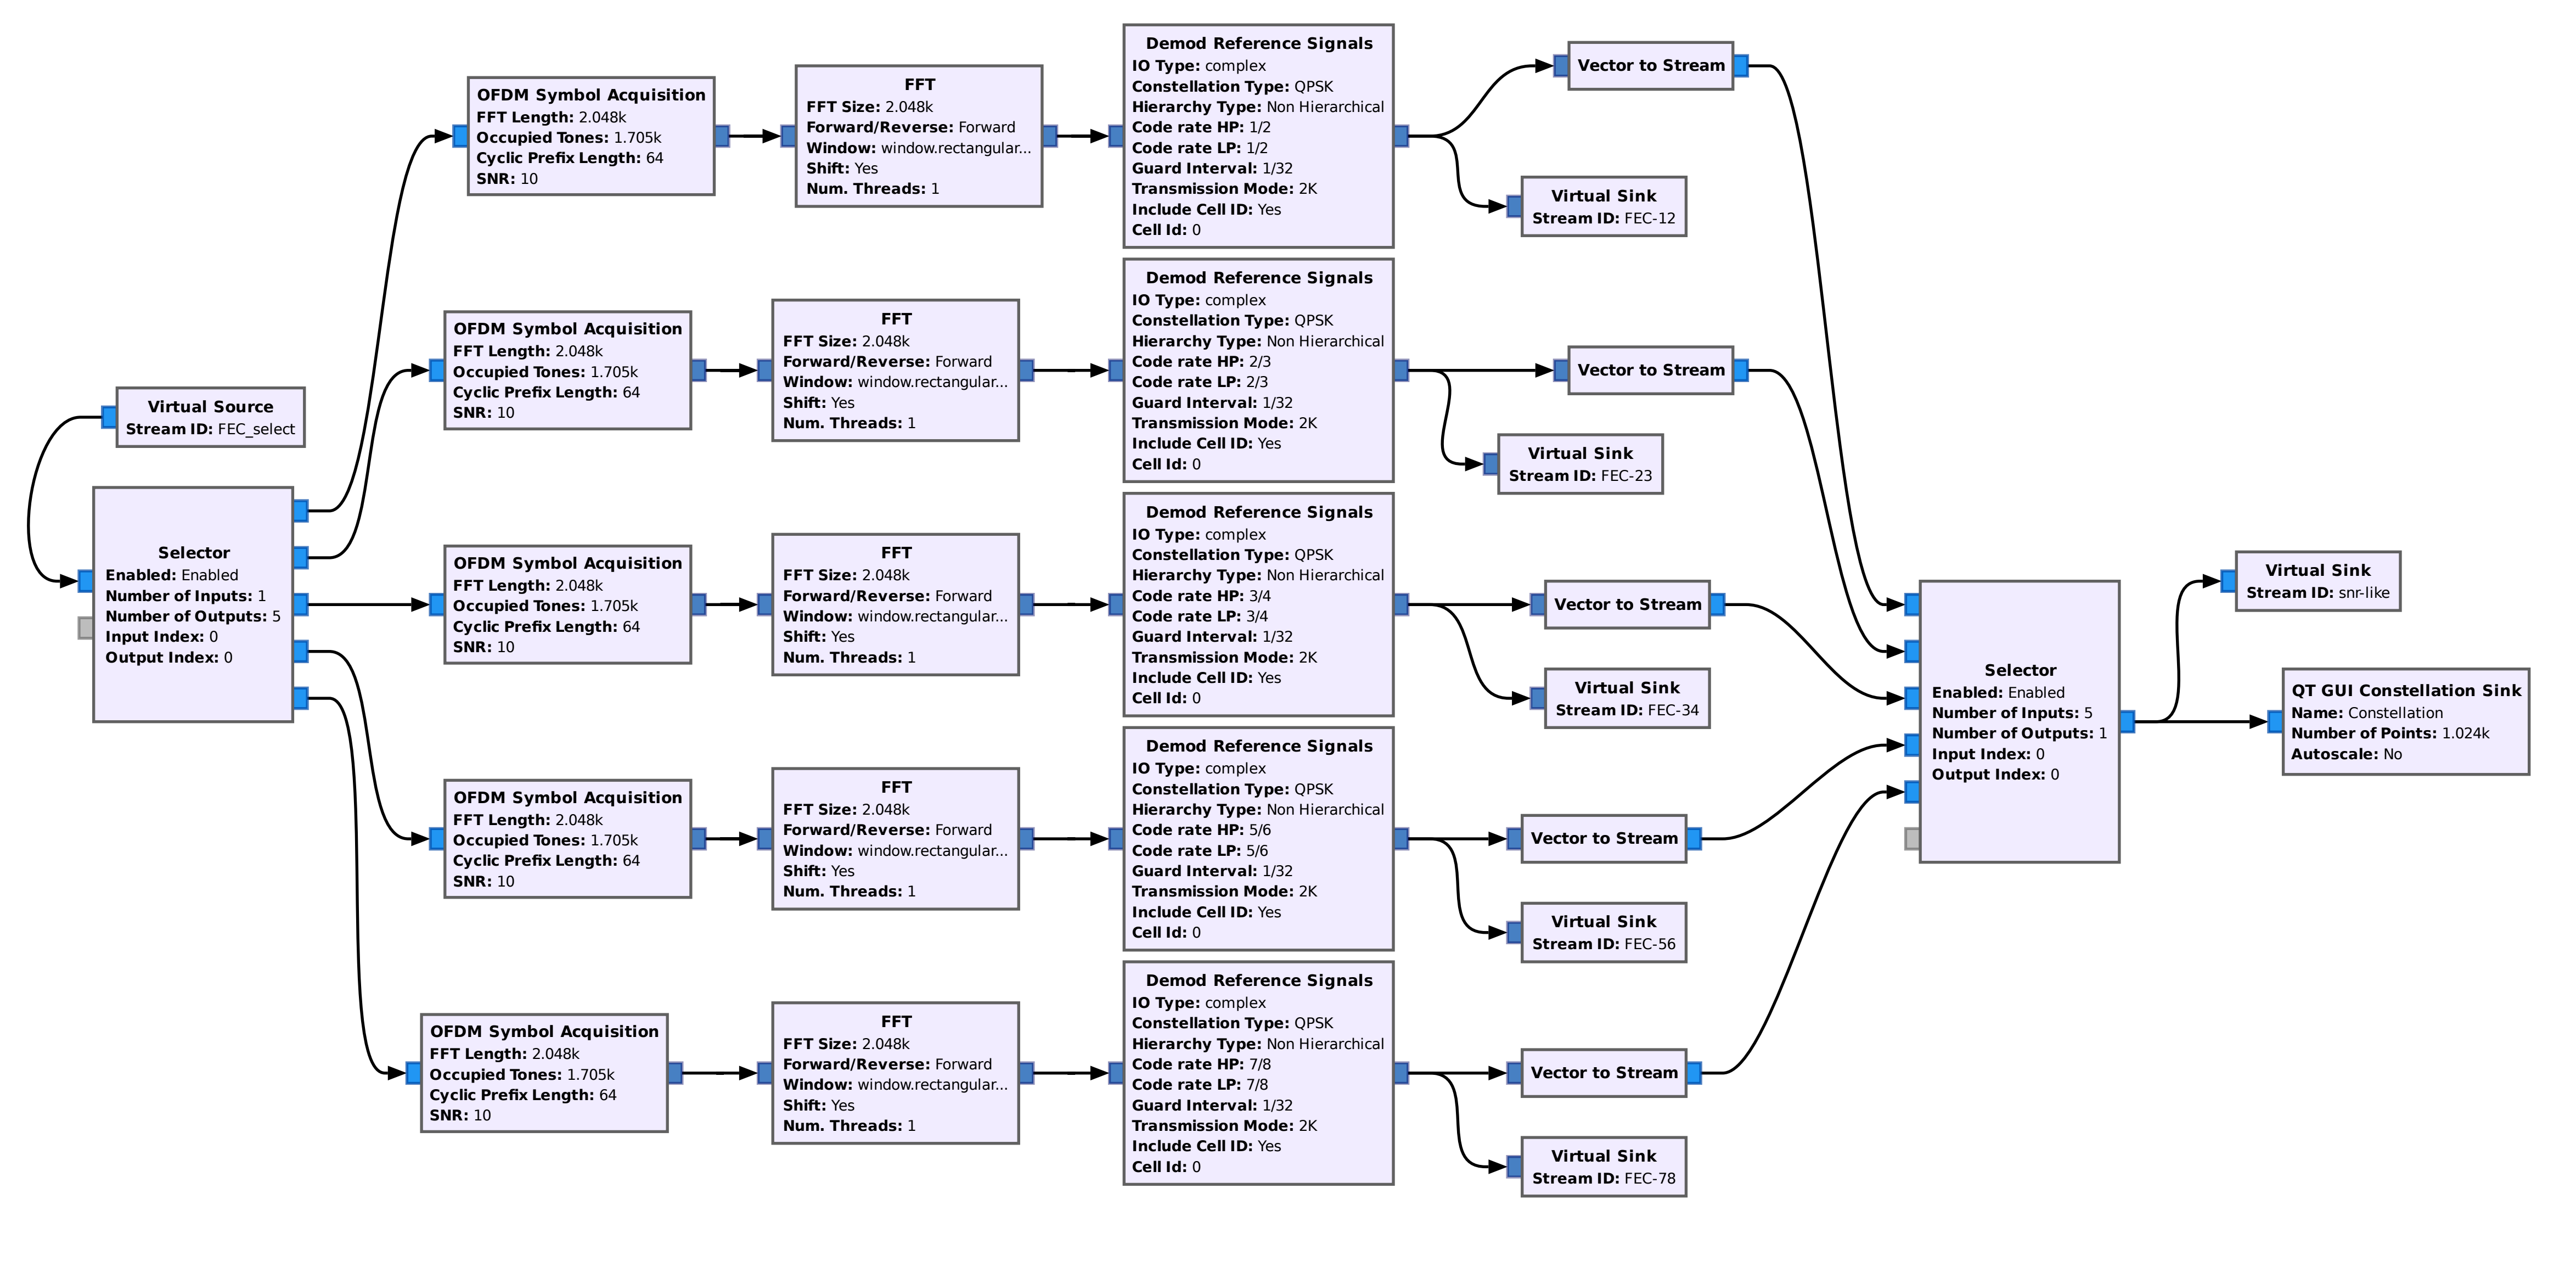 Virtual Source
Stream ID: FEC_select
Selector
Enabled: Enabled
Number of Inputs: 1
Number of Outputs: 5
Input Index: 0
Output Index: 0
OFDM Symbol Acquisition
FFT Length: 2.048k
Occupied Tones: 1.705k
Cyclic Prefix Length: 64
SNR: 10
FFT
FFT Size: 2.048k
Forward/Reverse: Forward
Window: window.rectangular...
Shift: Yes
Num. Threads: 1
Demod Reference Signals
IO Type: complex
Constellation Type: QPSK
Hierarchy Type: Non Hierarchical
Code rate HP: 1/2
Code rate LP: 1/2
Guard Interval: 1/32
Transmission Mode: 2K
Include Cell ID: Yes
Cell Id: 0
Vector to Stream
Virtual Sink
Stream ID: FEC-12
OFDM Symbol Acquisition
FFT Length: 2.048k
Occupied Tones: 1.705k
Cyclic Prefix Length: 64
SNR: 10
FFT
FFT Size: 2.048k
Forward/Reverse: Forward
Window: window.rectangular...
Shift: Yes
Num. Threads: 1
Demod Reference Signals
IO Type: complex
Constellation Type: QPSK
Hierarchy Type: Non Hierarchical
Code rate HP: 2/3
Code rate LP: 2/3
Guard Interval: 1/32
Transmission Mode: 2K
Include Cell ID: Yes
Cell Id: 0
Vector to Stream
Virtual Sink
Stream ID: FEC-23
OFDM Symbol Acquisition
FFT Length: 2.048k
Occupied Tones: 1.705k
Cyclic Prefix Length: 64
SNR: 10
FFT
FFT Size: 2.048k
Forward/Reverse: Forward
Window: window.rectangular...
Shift: Yes
Num. Threads: 1
Demod Reference Signals
IO Type: complex
Constellation Type: QPSK
Hierarchy Type: Non Hierarchical
Code rate HP: 3/4
Code rate LP: 3/4
Guard Interval: 1/32
Transmission Mode: 2K
Include Cell ID: Yes
Cell Id: 0
Vector to Stream
Virtual Sink
Stream ID: FEC-34
OFDM Symbol Acquisition
FFT Length: 2.048k
Occupied Tones: 1.705k
Cyclic Prefix Length: 64
SNR: 10
FFT
FFT Size: 2.048k
Forward/Reverse: Forward
Window: window.rectangular...
Shift: Yes
Num. Threads: 1
Demod Reference Signals
IO Type: complex
Constellation Type: QPSK
Hierarchy Type: Non Hierarchical
Code rate HP: 5/6
Code rate LP: 5/6
Guard Interval: 1/32
Transmission Mode: 2K
Include Cell ID: Yes
Cell Id: 0
Vector to Stream
Virtual Sink
Stream ID: FEC-56
OFDM Symbol Acquisition
FFT Length: 2.048k
Occupied Tones: 1.705k
Cyclic Prefix Length: 64
SNR: 10
FFT
FFT Size: 2.048k
Forward/Reverse: Forward
Window: window.rectangular...
Shift: Yes
Num. Threads: 1
Demod Reference Signals
IO Type: complex
Constellation Type: QPSK
Hierarchy Type: Non Hierarchical
Code rate HP: 7/8
Code rate LP: 7/8
Guard Interval: 1/32
Transmission Mode: 2K
Include Cell ID: Yes
Cell Id: 0
Vector to Stream
Virtual Sink
Stream ID: FEC-78
Selector
Enabled: Enabled
Number of Inputs: 5
Number of Outputs: 1
Input Index: 0
Output Index: 0
Virtual Sink
Stream ID: snr-like
QT GUI Constellation Sink
Name: Constellation
Number of Points: 1.024k
Autoscale: No